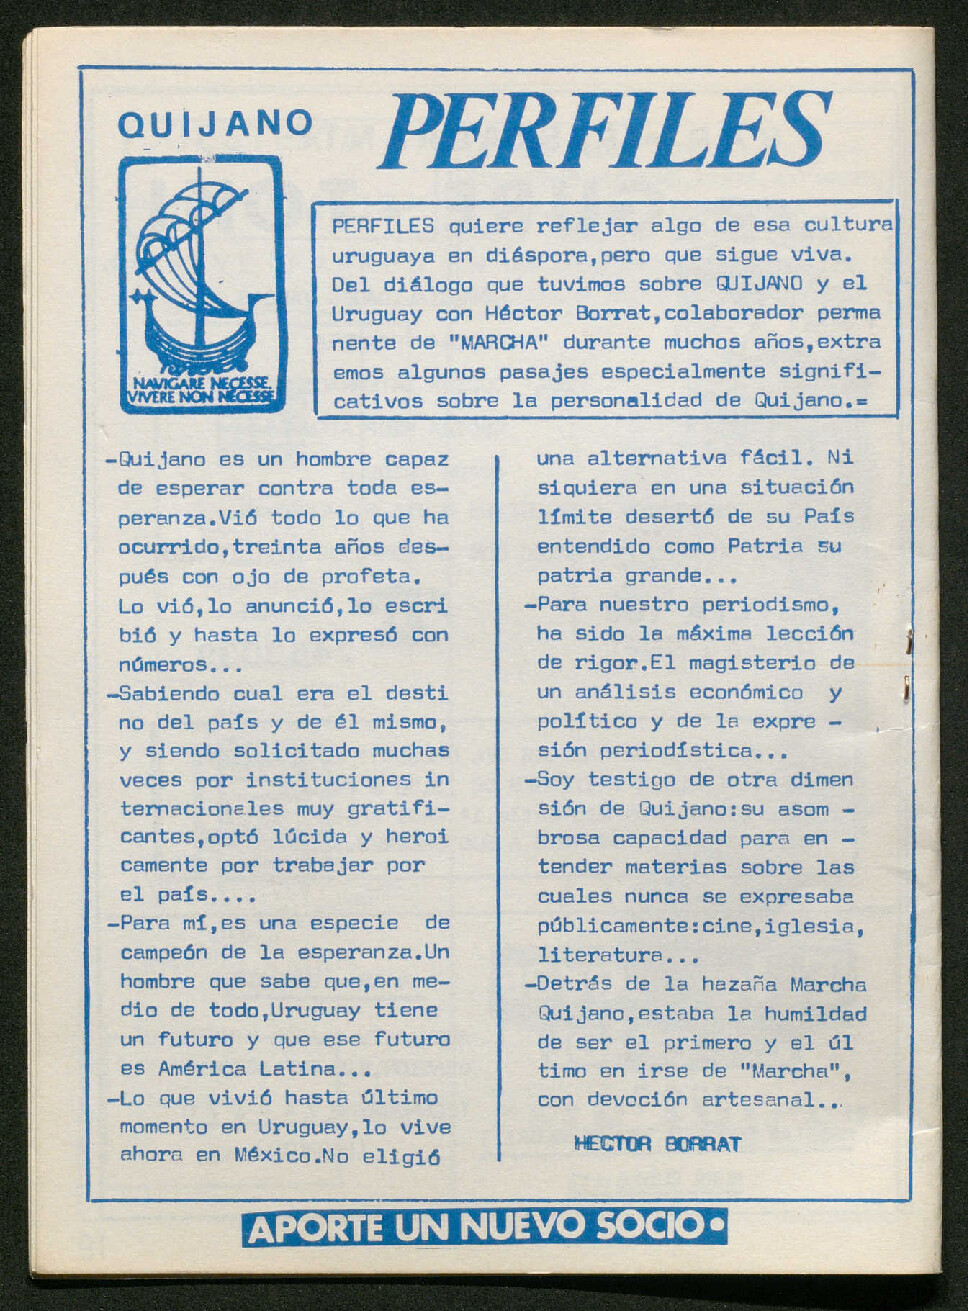 QUIJANO
PERFILES
NAVIGARE NECESSE
VIVERE NON NECESSE
PERFILES quiere reflejar algo de esa cultura
uruguaya en diáspora,pero que sigue viva.
Del diálogo que tuvimos sobre QUIJANO y el
Uruguay con Héctor Borrat,colaborador perma
nente de "MARCHA" durante muchos años,extra
emos algunos pasajes especialmente signifi-
cativos sobre la personalidad de Quijano.=
-Quijano es un hombre capaz
de esperar contra toda es-
peranza.Vió todo lo que ha
ocurrido,treinta años des-
pués con ojo de profeta.
Lo vió,lo anunció,lo escri
bió y hasta lo expresó con
números...
-Sabiendo cual era el desti
no del país y de él mismo,
y siendo solicitado muchas
veces por instituciones in
ternacionales muy gratifi-
cantes,optó lúcida y heroi
camente por trabajar por
el país....
-Para mí,es una especie de
campeón de la esperanza.Un
hombre que sabe que,en me-
dio de todo,Uruguay tiene
un futuro y que ese futuro
es América Latina...
-Lo que vivió hasta último
momento en Uruguay,lo vive
ahora en México.No eligió
una alternativa fácil. Ni
siquiera en una situación
límite desertó de su País
entendido como Patria su
patria grande...
-Para nuestro periodismo,
ha sido la máxima lección
de rigor.El magisterio de
un análisis económico y
político y de la expre -
sión periodística...
-Soy testigo de otra dimen
sión de Quijano:su asom -
brosa capacidad para en -
tender materias sobre las
cuales nunca se expresaba
públicamente:cine,iglesia,
literatura...
-Detrás de la hazaña Marcha
Quijano,estaba la humildad
de ser el primero y el úl
timo en irse de "Marcha",
con devoción artesanal...
HECTOR BORRAT
APORTE UN NUEVO SOCIO•